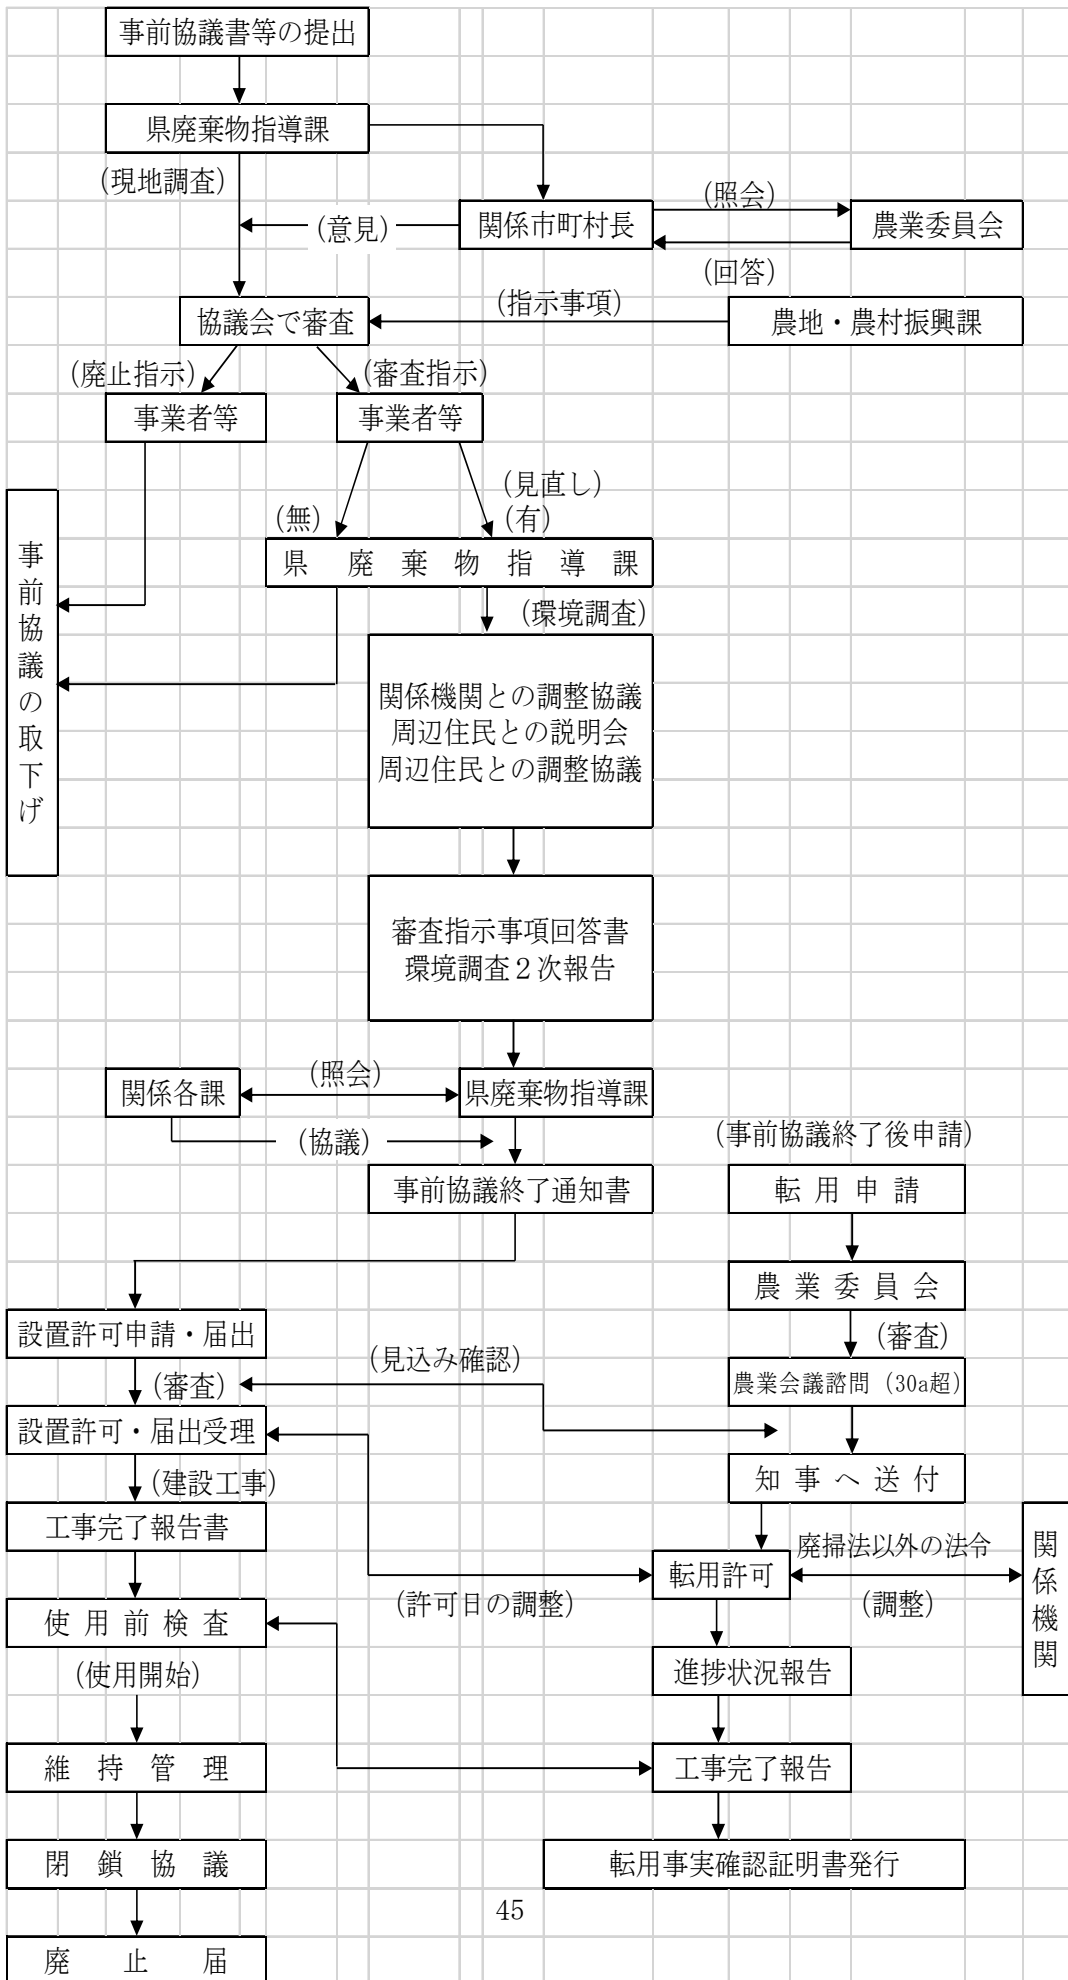 事前協議書等の提出
県廃棄物指導課
(現地調査)
(照会)
(意見)
関係市町村長
農業委員会
(回答)
(指示事項)
協議会で審査
農地・農村振興課
(廃止指示)
(審査指示)
事業者等
事業者等
(見直し)
(無)
(有)
県 廃 棄 物 指 導 課
事前協議の取下げ
(環境調査)
関係機関との調整協議
周辺住民との説明会
周辺住民との調整協議
審査指示事項回答書
環境調査2次報告
関係各課
(照会)
県廃棄物指導課
(協議)
(事前協議終了後申請)
事前協議終了通知書
転 用 申 請
農 業 委 員 会
設置許可申請・届出
(審査)
(見込み確認)
(審査)
農業会議諮問(30a超)
設置許可・届出受理
(建設工事)
知 事 へ 送 付
工事完了報告書
廃掃法以外の法令
関係機関
転用許可
(許可日の調整)
(調整)
使 用 前 検 査
(使用開始)
進捗状況報告
維 持 管 理
工事完了報告
閉 鎖 協 議
転用事実確認証明書発行
45
廃 止 届